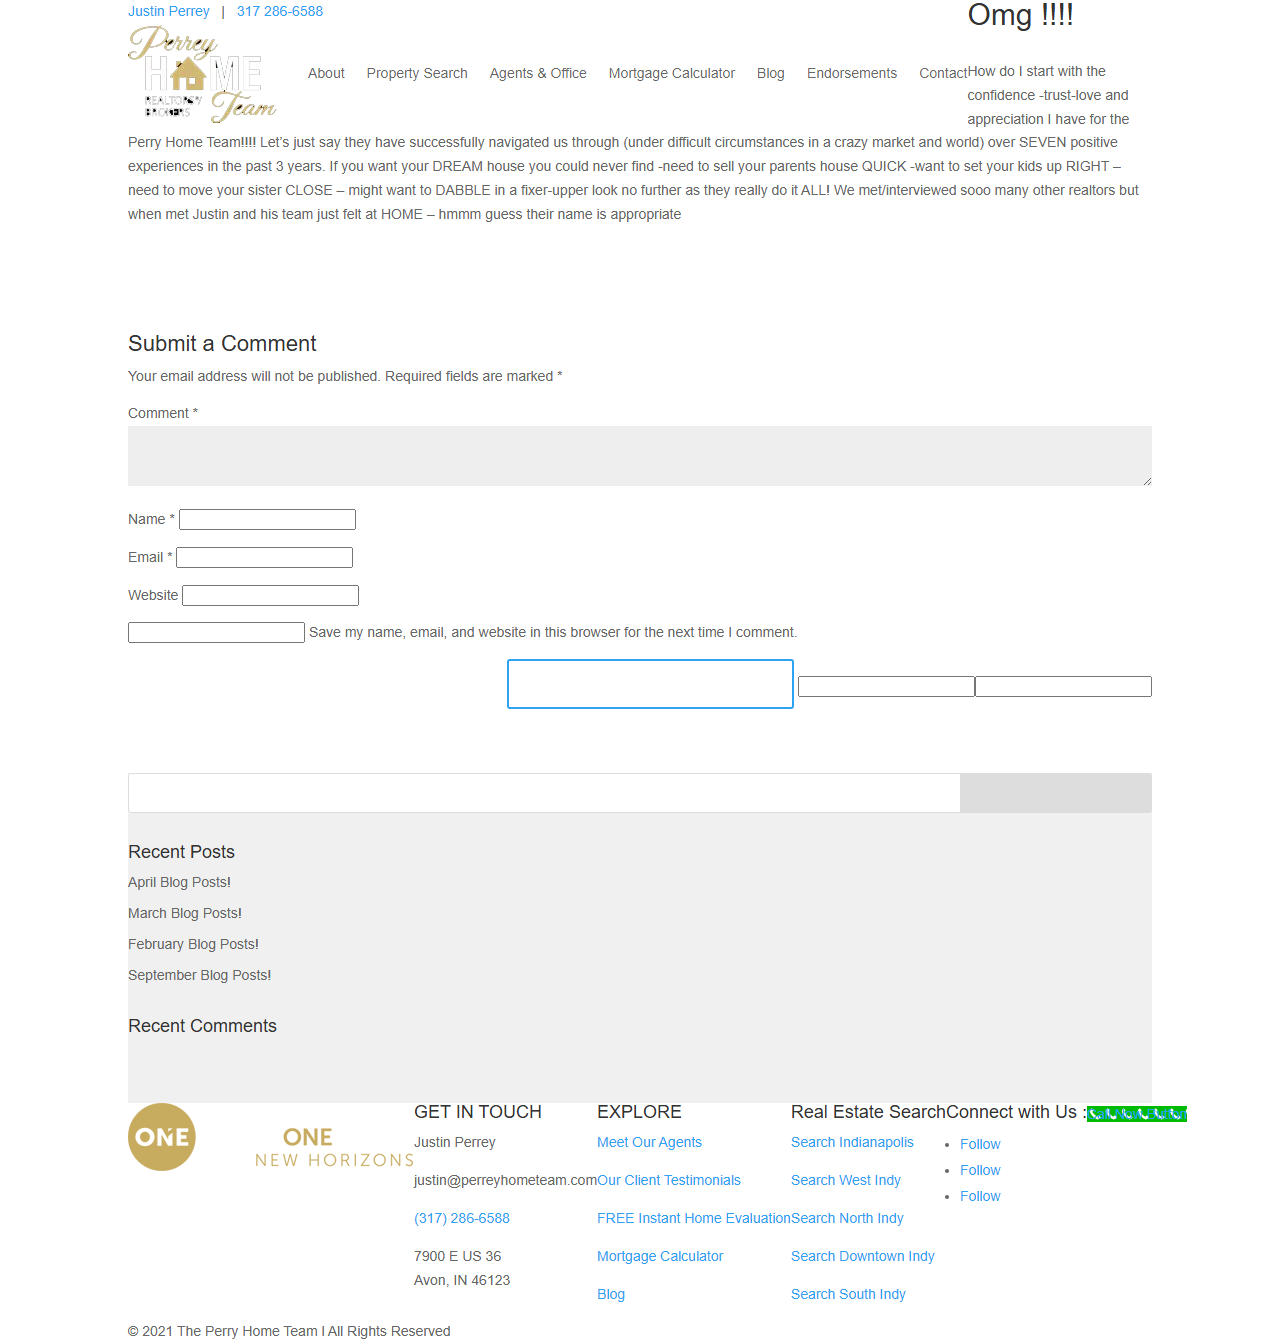 Justin Perrey | 317 286-6588
Perrey
HOME
Team
REALTORS®/
BROKERS
About Property Search Agents & Office Mortgage Calculator Blog Endorsements Contact
Omg !!!!
How do I start with the
confidence -trust-love and
appreciation I have for the
Perry Home Team!!!! Let’s just say they have successfully navigated us through (under difficult circumstances in a crazy market and world) over SEVEN positive
experiences in the past 3 years. If you want your DREAM house you could never find -need to sell your parents house QUICK -want to set your kids up RIGHT –
need to move your sister CLOSE – might want to DABBLE in a fixer-upper look no further as they really do it ALL! We met/interviewed sooo many other realtors but
when met Justin and his team just felt at HOME – hmmm guess their name is appropriate
Submit a Comment
Your email address will not be published. Required fields are marked *
Comment *
Name *
Email *
Website
Save my name, email, and website in this browser for the next time I comment.
Recent Posts
April Blog Posts!
March Blog Posts!
February Blog Posts!
September Blog Posts!
Recent Comments
ONE
ONE
NEW HORIZONS
GET IN TOUCH
Justin Perrey
justin@perreyhometeam.com
(317) 286-6588
7900 E US 36
Avon, IN 46123
EXPLORE
Meet Our Agents
Our Client Testimonials
FREE Instant Home Evaluation
Mortgage Calculator
Blog
Real Estate Search
Search Indianapolis
Search West Indy
Search North Indy
Search Downtown Indy
Search South Indy
Connect with Us :
Follow
Follow
Follow
Call Now Button
© 2021 The Perry Home Team I All Rights Reserved